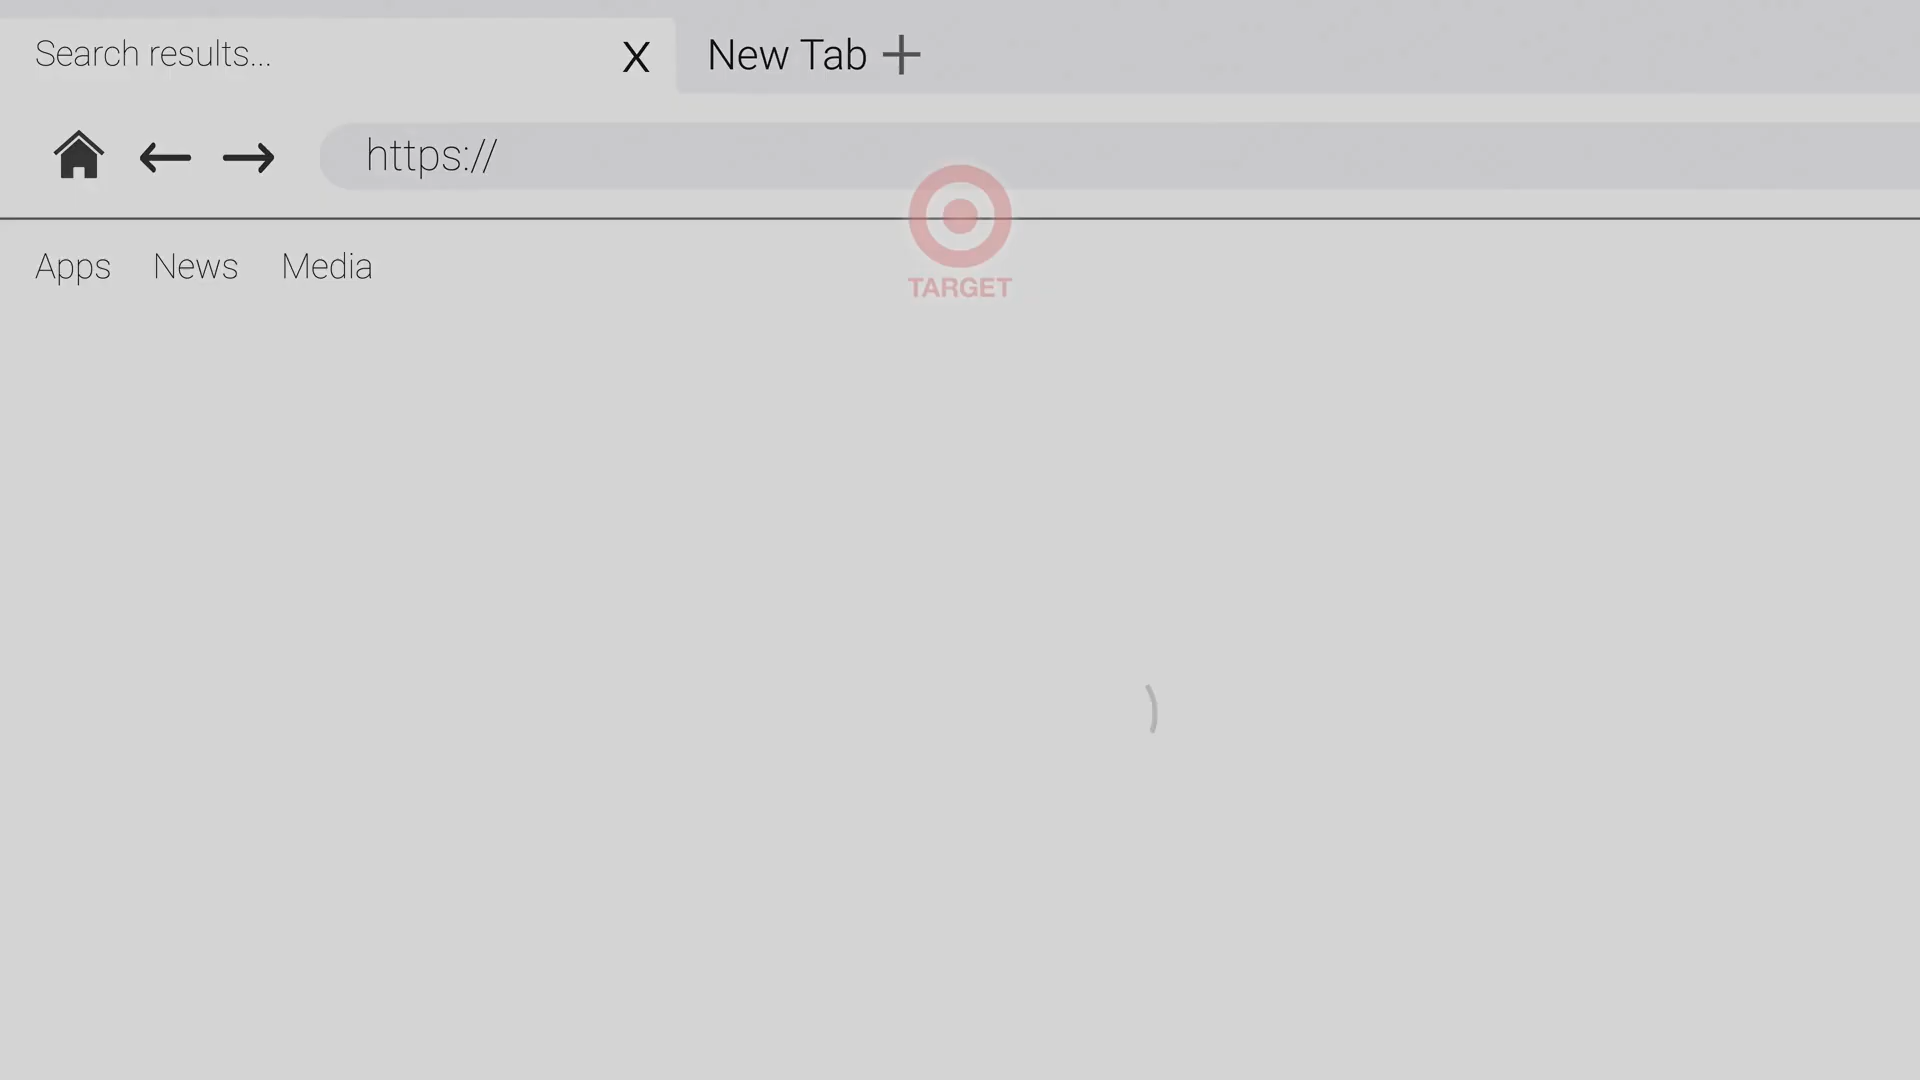 Search results...
X
New Tab +
https://
TARGET
Apps News Media